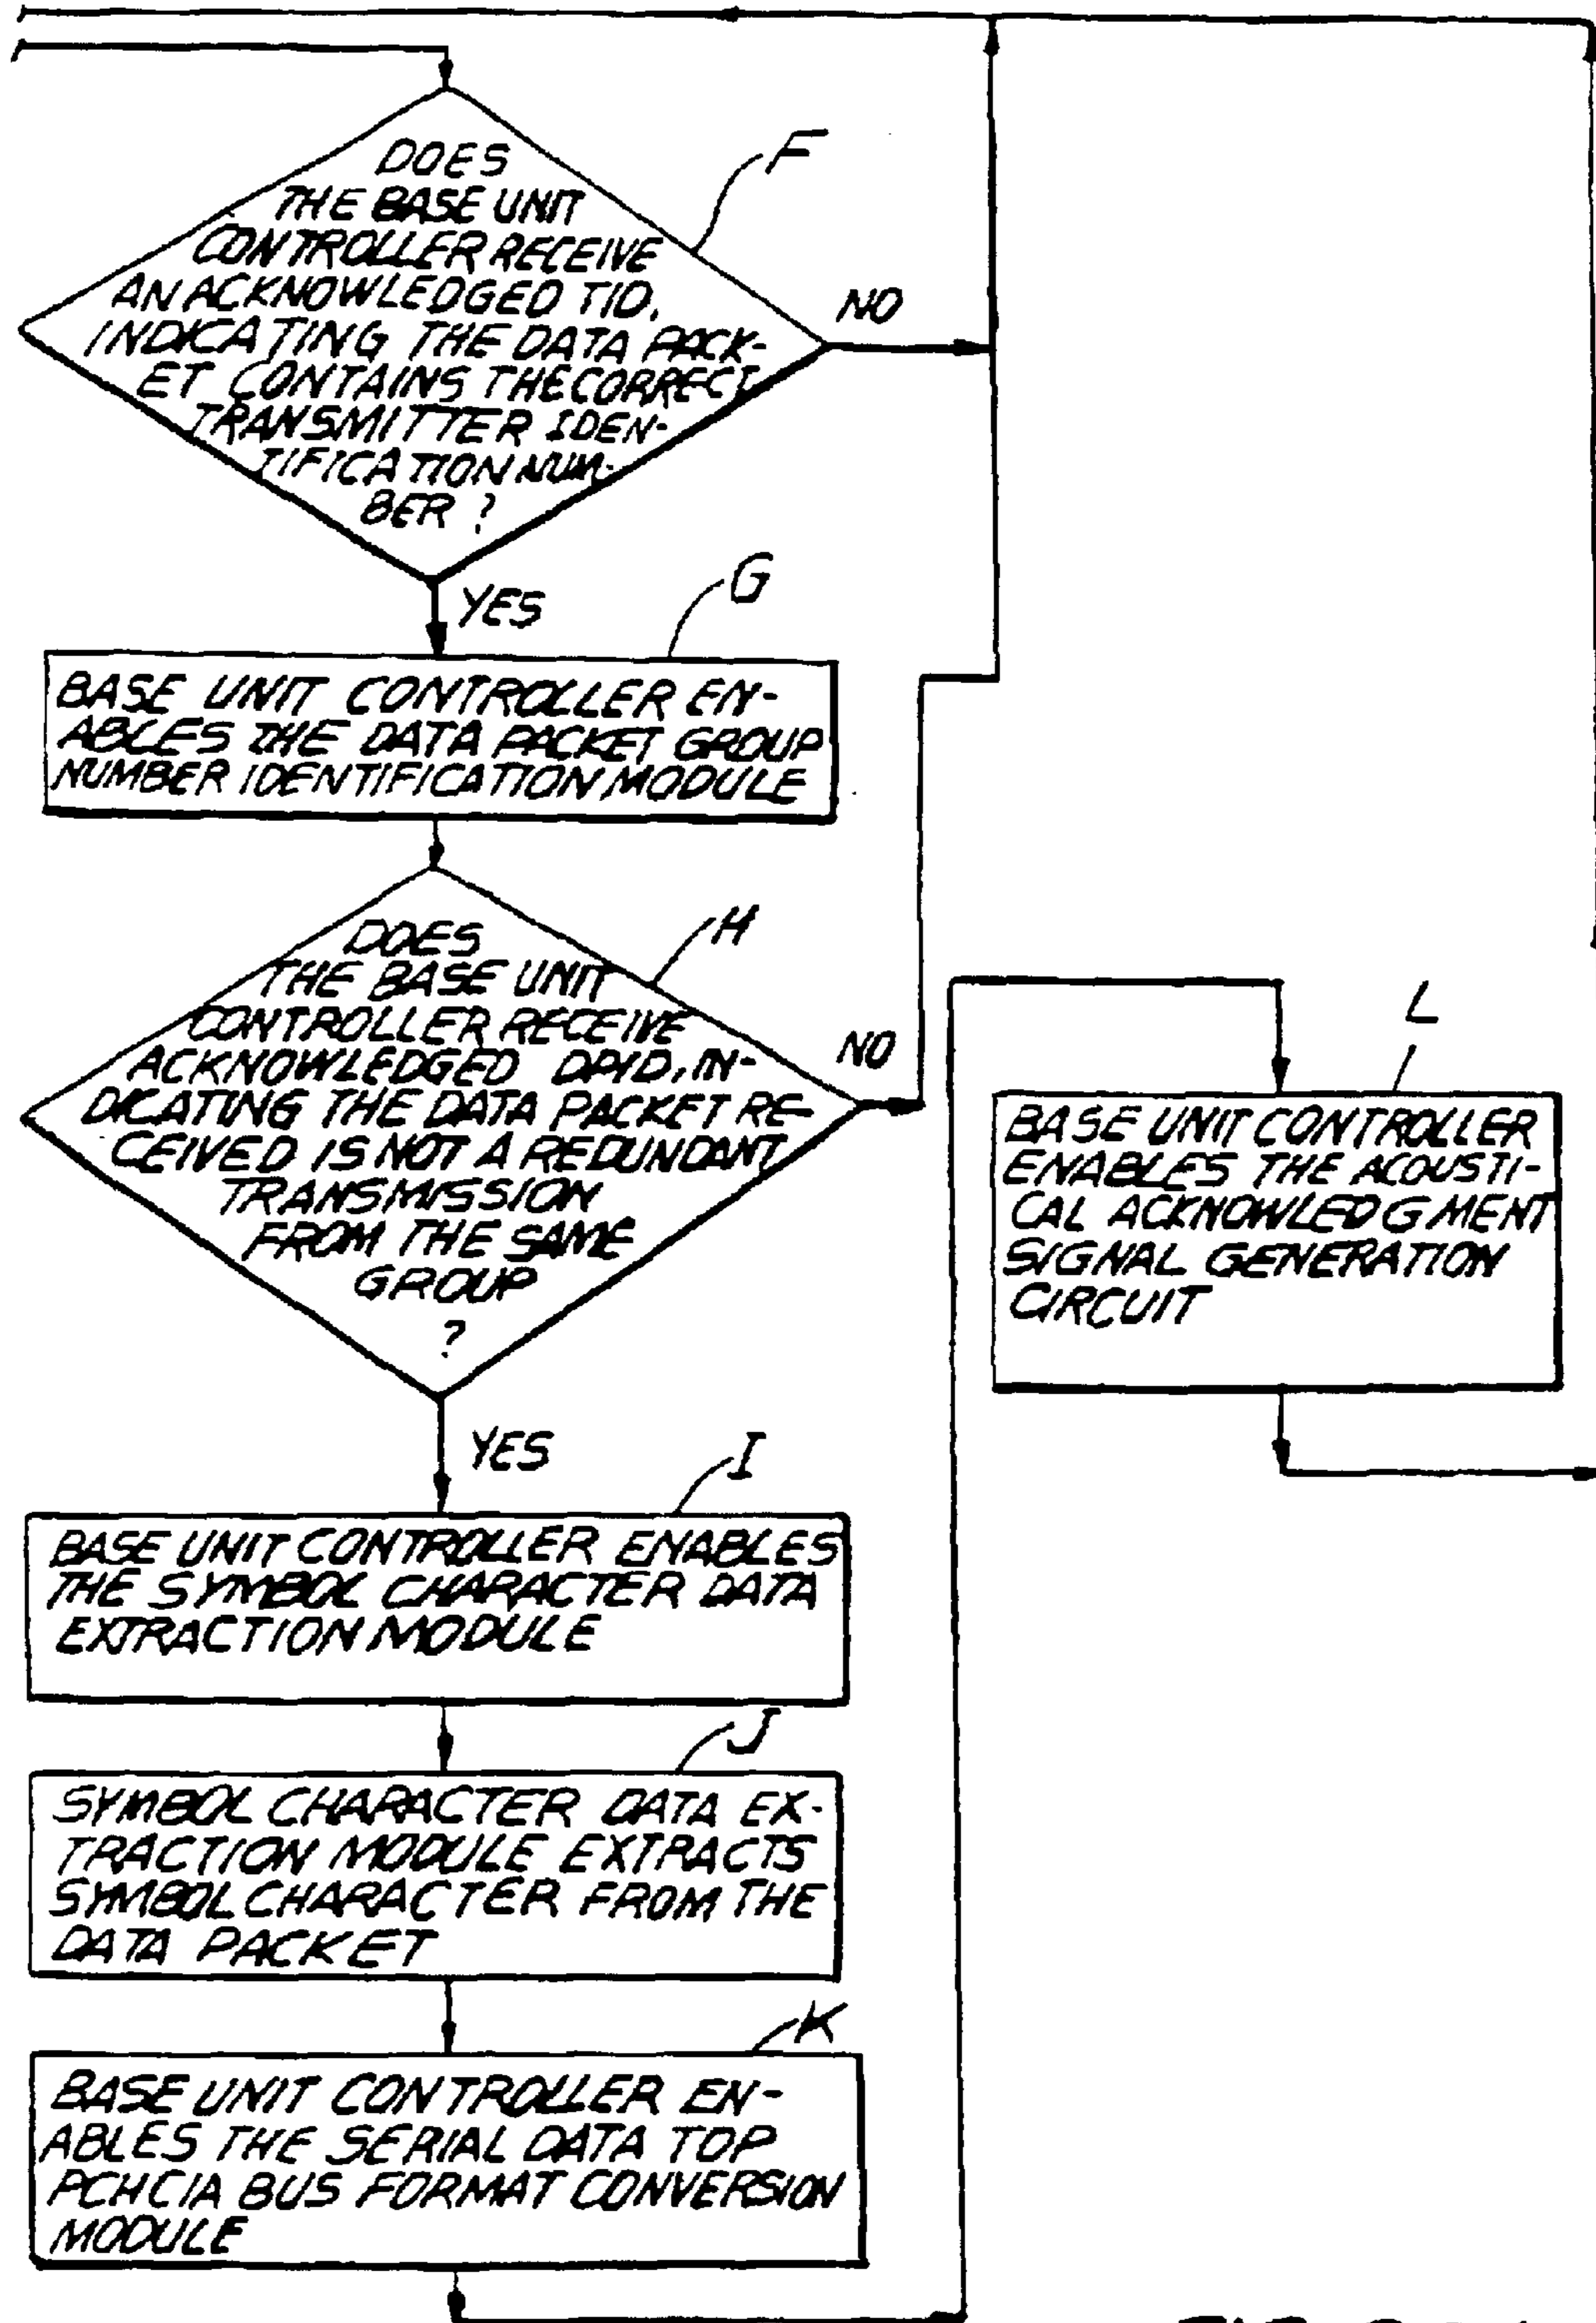 F
DOES
THE BASE UNIT
CONTROLLER RECEIVE
AN ACKNOWLEDGED TID,
INDICATING THE DATA PACK-
ET CONTAINS THE CORRECT
TRANSMITTER IDEN-
TIFICATION NUM-
BER ?
NO
YES
G
BASE UNIT CONTROLLER EN-
ABLES THE DATA PACKET GROUP
NUMBER IDENTIFICATION MODULE
H
DOES
THE BASE UNIT
CONTROLLER RECEIVE
ACKNOWLEDGED DPID, IN-
DICATING THE DATA PACKET RE-
CEIVED IS NOT A REDUNDANT
TRANSMISSION
FROM THE SAME
GROUP
?
NO
YES
I
BASE UNIT CONTROLLER ENABLES
THE SYMBOL CHARACTER DATA
EXTRACTION MODULE
J
SYMBOL CHARACTER DATA EX-
TRACTION MODULE EXTRACTS
SYMBOL CHARACTER FROM THE
DATA PACKET
K
BASE UNIT CONTROLLER EN-
ABLES THE SERIAL DATA TOP
PCHCIA BUS FORMAT CONVERSION
MODULE
L
BASE UNIT CONTROLLER
ENABLES THE ACOUSTI-
CAL ACKNOWLEDGMENT
SIGNAL GENERATION
CIRCUIT